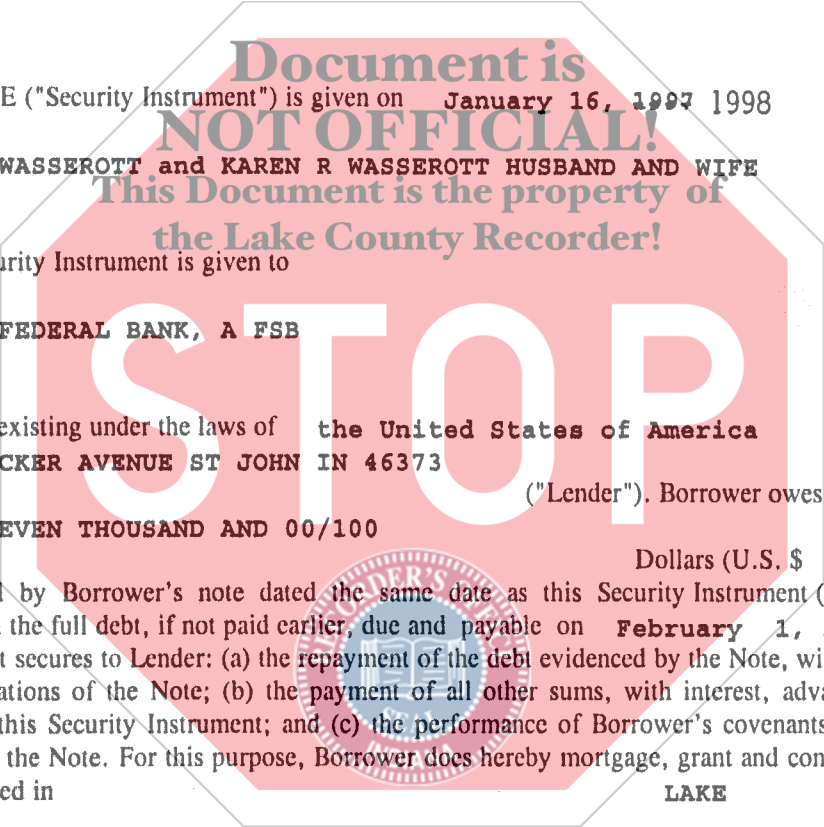 Document is
E ("Security Instrument") is given on January 16, 1997 1998
NOT OFFICIAL!
WASSEROTT and KAREN R WASSEROTT HUSBAND AND WIFE
This Document is the property of
the Lake County Recorder!
urity Instrument is given to
FEDERAL BANK, A FSB
STOP
existing under the laws of the United States of America
CKER AVENUE ST JOHN IN 46373
("Lender"). Borrower owes
EVEN THOUSAND AND 00/100
Dollars (U.S. $
RECORDER'S
d by Borrower's note dated the same date as this Security Instrument (
the full debt, if not paid earlier, due and payable on February 1,
t secures to Lender: (a) the repayment of the debt evidenced by the Note, wi
ations of the Note; (b) the payment of all other sums, with interest, adva
SEAL
this Security Instrument; and (c) the performance of Borrower's covenants
INDIANA
the Note. For this purpose, Borrower does hereby mortgage, grant and con
ed in LAKE